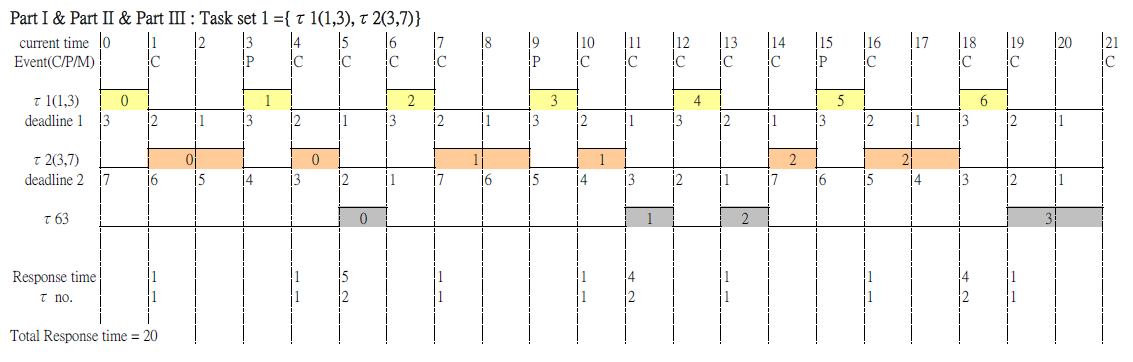 Part I & Part II & Part III : Task set 1 ={ τ 1(1,3), τ 2(3,7)}
current time 0 1 2 3 4 5 6 7 8 9 10 11 12 13 14 15 16 17 18 19 20 21
Event(C/P/M) C P C C C C P C C C C C P C C C C
τ 1(1,3) 0 1 2 3 4 5 6
deadline 1 3 2 1 3 2 1 3 2 1 3 2 1 3 2 1 3 2 1 3 2 1
τ 2(3,7) 0 0 1 1 2 2
deadline 2 7 6 5 4 3 2 1 7 6 5 4 3 2 1 7 6 5 4 3 2 1
τ 63 0 1 2 3
Response time 1 1 5 1 1 4 1 1 4 1
τ no. 1 1 2 1 1 2 1 1 2 1
Total Response time = 20